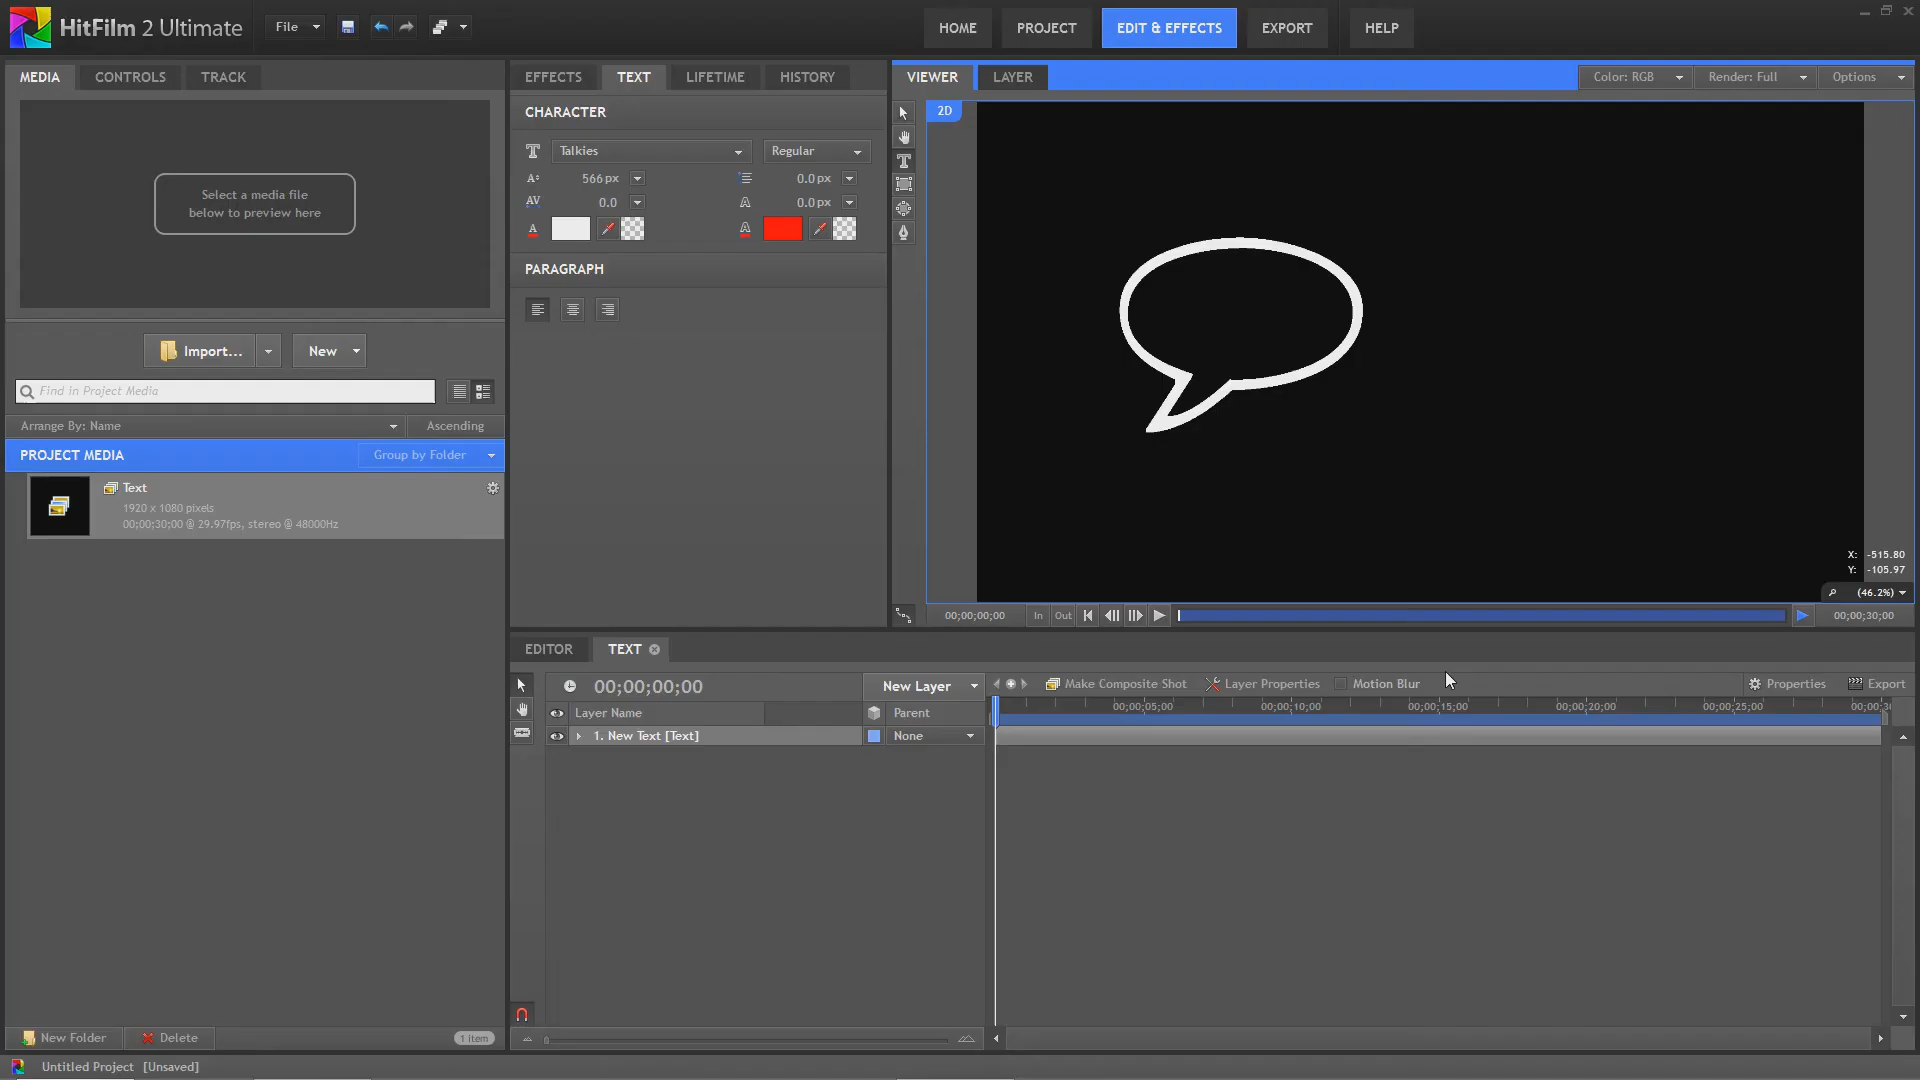 HitFilm 2 Ultimate
File
HOME
PROJECT
EDIT & EFFECTS
EXPORT
HELP
MEDIA
CONTROLS
TRACK
EFFECTS
TEXT
LIFETIME
HISTORY
VIEWER
LAYER
Color: RGB
Render: Full
Options
Select a media file
below to preview here
CHARACTER
Talkies
Regular
566 px
0.0 px
0.0
0.0 px
PARAGRAPH
2D
X: -515.80
Y: -105.97
(46.2%)
Import...
New
Find in Project Media
Arrange By: Name
Ascending
PROJECT MEDIA
Group by Folder
Text
1920 x 1080 pixels
00;00;30;00 @ 29.97fps, stereo @ 48000Hz
00;00;00;00
In
Out
00;00;30;00
EDITOR
TEXT
00;00;00;00
New Layer
Make Composite Shot
Layer Properties
Motion Blur
Properties
Export
Layer Name
Parent
00;00;05;00
00;00;10;00
00;00;15;00
00;00;20;00
00;00;25;00
1. New Text [Text]
None
New Folder
Delete
1 Item
Untitled Project [Unsaved]